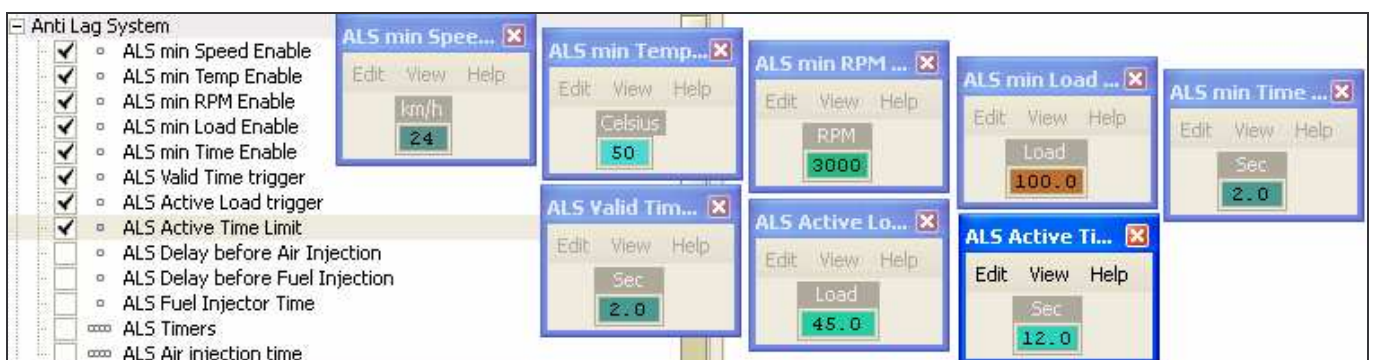 Anti Lag System
ALS min Speed Enable
ALS min Temp Enable
ALS min RPM Enable
ALS min Load Enable
ALS min Time Enable
ALS Valid Time trigger
ALS Active Load trigger
ALS Active Time Limit
ALS Delay before Air Injection
ALS Delay before Fuel Injection
ALS Fuel Injector Time
ALS Timers
ALS Air injection time
ALS min Spee...
Edit View Help
km/h
24
ALS min Temp...
Edit View Help
Celsius
50
ALS min RPM ...
Edit View Help
RPM
3000
ALS min Load ...
Edit View Help
Load
100.0
ALS min Time ...
Edit View Help
Sec
2.0
ALS Valid Tim...
Edit View Help
Sec
2.0
ALS Active Lo...
Edit View Help
Load
45.0
ALS Active Ti...
Edit View Help
Sec
12.0